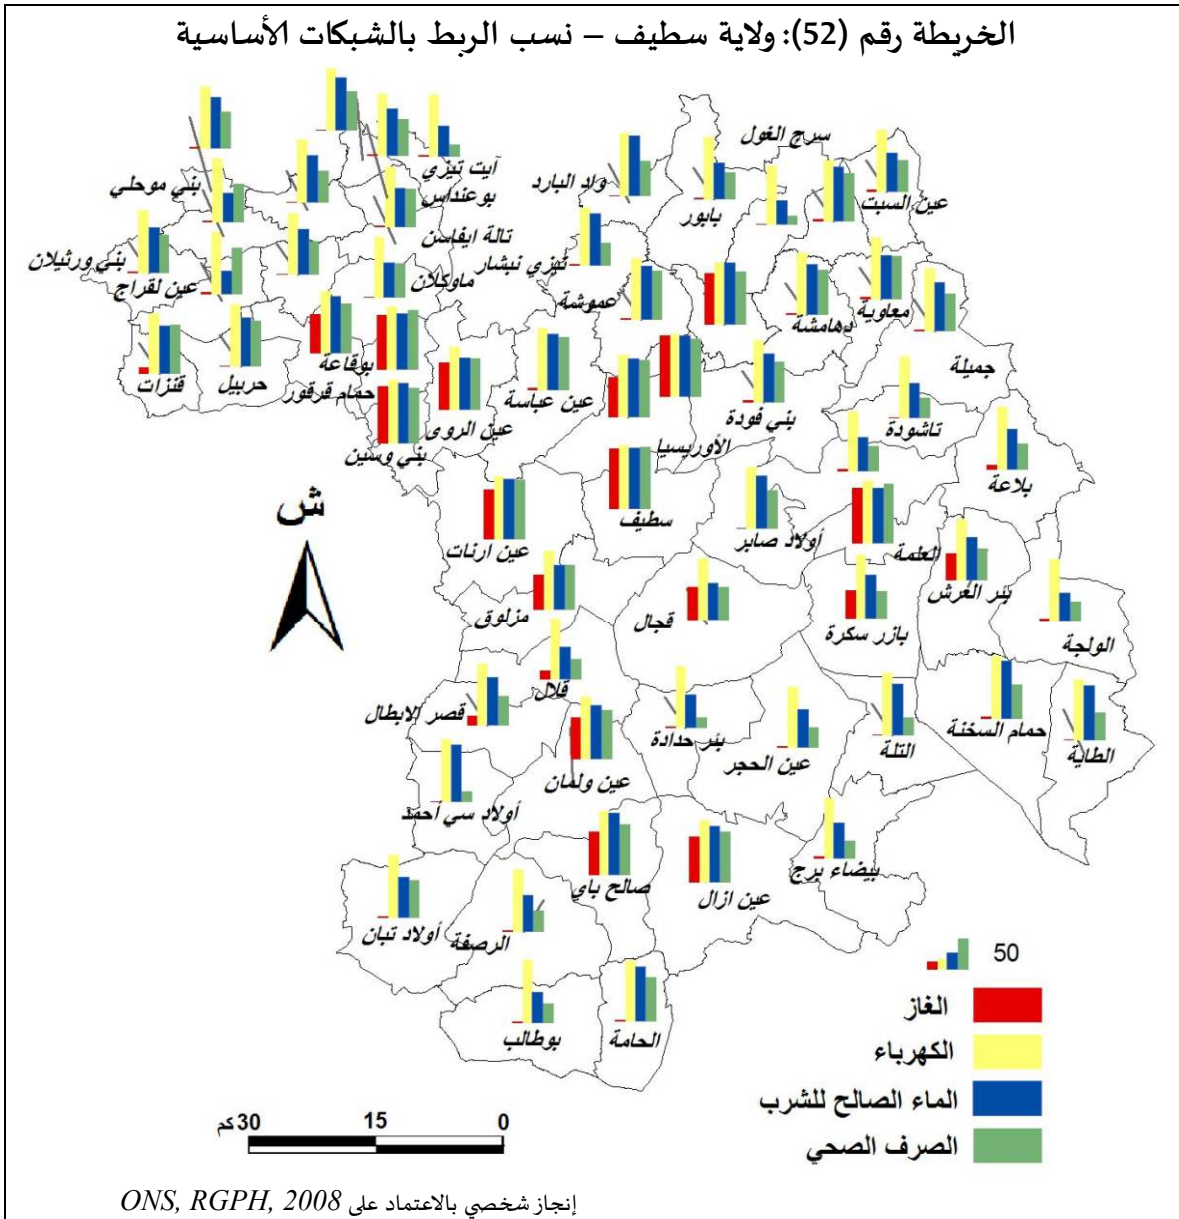 الخريطة رقم (52): ولاية سطيف – نسب الربط بالشبكات الأساسية
سرج الغول
آيت تيزي
بوعنداس
بني موحلي
واد البارد
بابور
عين السبت
تالة ايفاسن
تيزي نبشار
بني ورثيلان
عين لقراج
ماوكلان
عموشة
دهامشة
معاوية
جميلة
قنزات
حربيل
بوقاعة
حمام قرقور
عين الروى
عين عباسة
بني فودة
تاشودة
بني وسين
الأوريسيا
بلاعة
ش
سطيف
عين ارنات
أولاد صابر
العلمة
بئر العرش
مزلوق
قجال
بازر سكرة
الولجة
قلال
قصر الابطال
بئر حدادة
عين الحجر
التلة
حمام السخنة
الطاية
عين ولمان
أولاد سي أحمد
صالح باي
عين ازال
بيضاء برج
أولاد تبان
الرصفة
بوطالب
الحامة
50
الغاز
الكهرباء
الماء الصالح للشرب
الصرف الصحي
كم 30 15 0
إنجاز شخصي بالاعتماد على ONS, RGPH, 2008